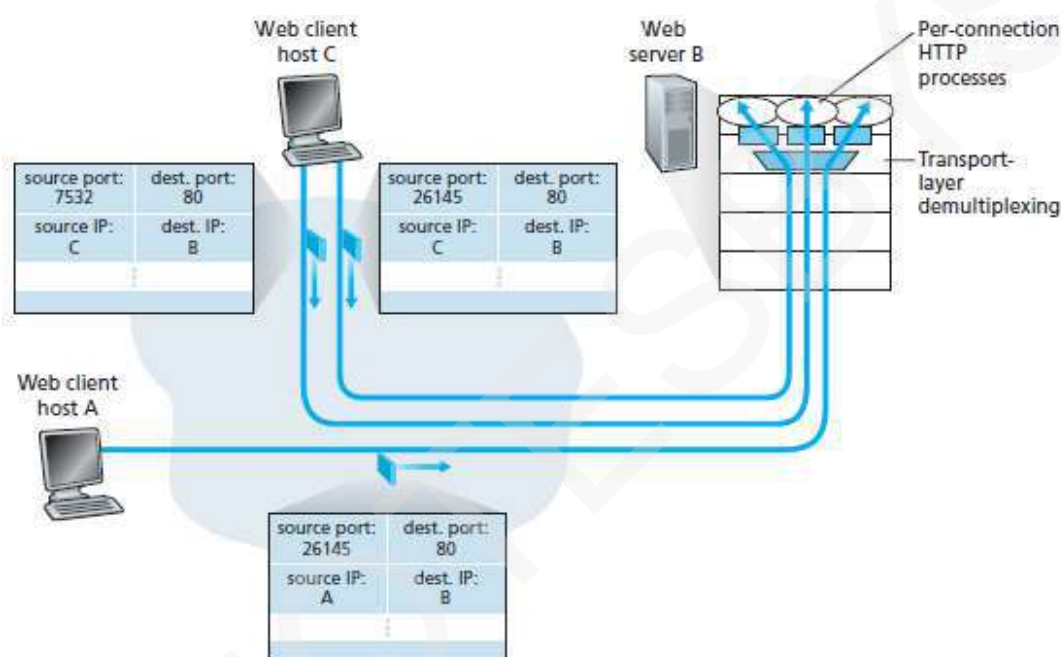 Web client
host C
Web
server B
Per-connection
HTTP
processes
Transport-
layer
demultiplexing
source port:
7532
dest. port:
80
source IP:
C
dest. IP:
B
source port:
26145
dest. port:
80
source IP:
C
dest. IP:
B
Web client
host A
source port:
26145
dest. port:
80
source IP:
A
dest. IP:
B